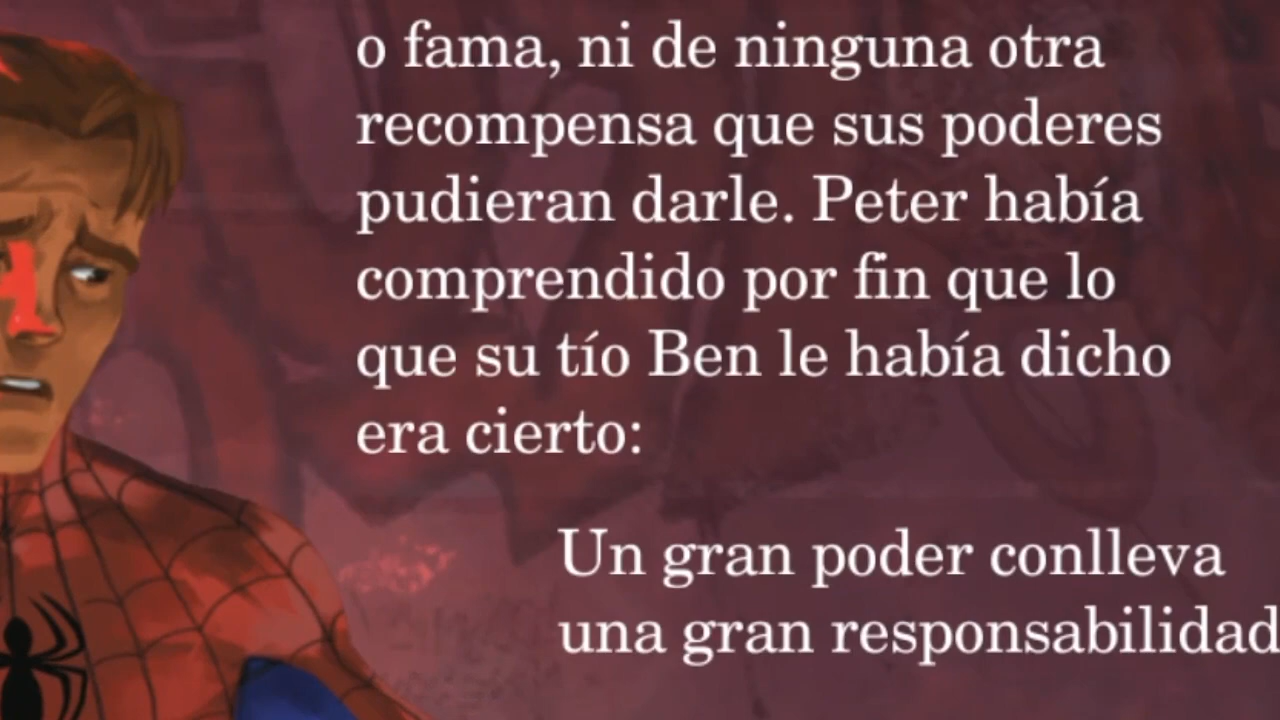 o fama, ni de ninguna otra
recompensa que sus poderes
pudieran darle. Peter había
comprendido por fin que lo
que su tío Ben le había dicho
era cierto:
Un gran poder conlleva
una gran responsabilidad